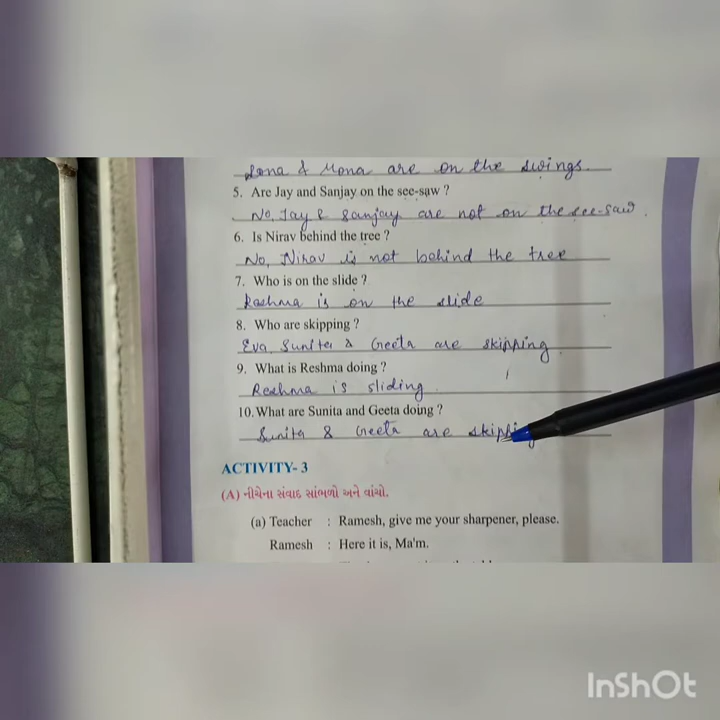 Lena & Mona are on the swings.
5. Are Jay and Sanjay on the see-saw ?
No, Jay & Sanjay are not on the see-saw.
6. Is Nirav behind the tree ?
No, Nirav is not behind the tree
7. Who is on the slide ?
Reshma is on the slide
8. Who are skipping ?
Eva, Sunita & Geeta are skipping
9. What is Reshma doing ?
Reshma is sliding.
10. What are Sunita and Geeta doing ?
Sunita & Geeta are skipping
ACTIVITY- 3
(A) નીચેના સંવાદ સાંભળો અને વાંચો.
(a) Teacher : Ramesh, give me your sharpener, please.
Ramesh : Here it is, Ma'm.
InShOt